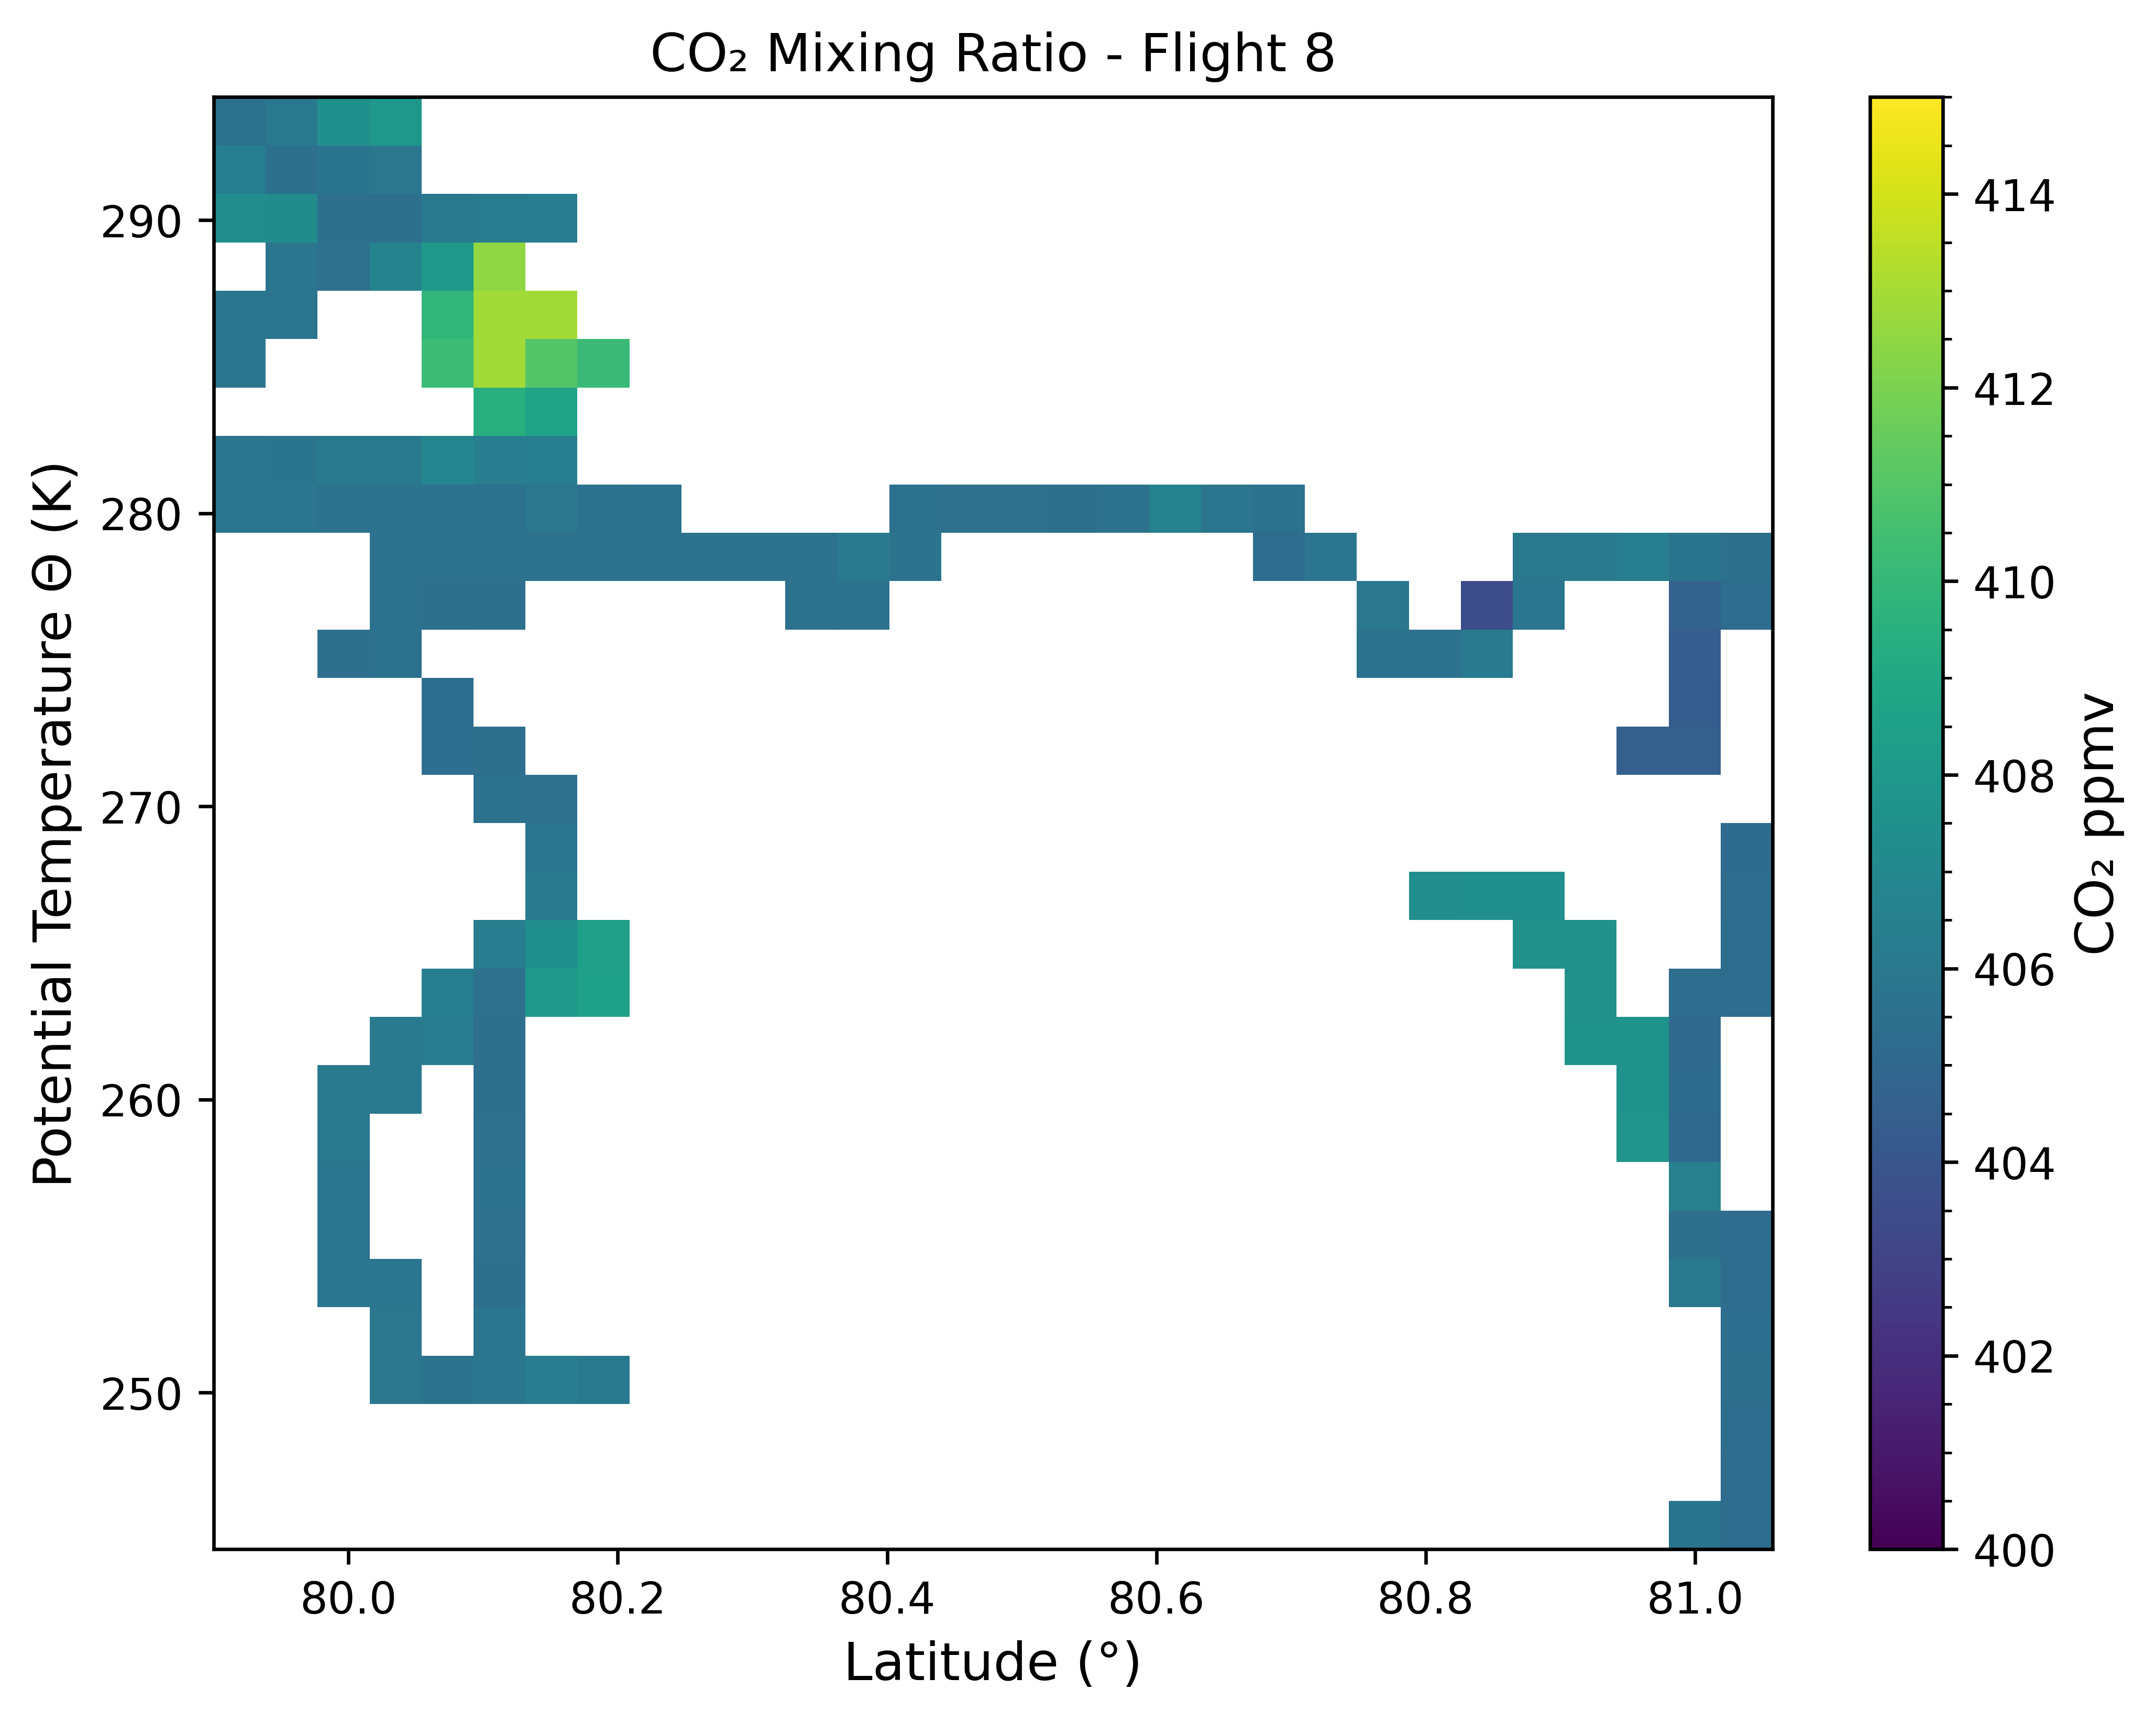 CO₂ Mixing Ratio - Flight 8
Potential Temperature Θ (K)
290
280
270
260
250
80.0 80.2 80.4 80.6 80.8 81.0
Latitude (°)
414
412
410
408
406
404
402
400
CO₂ ppmv